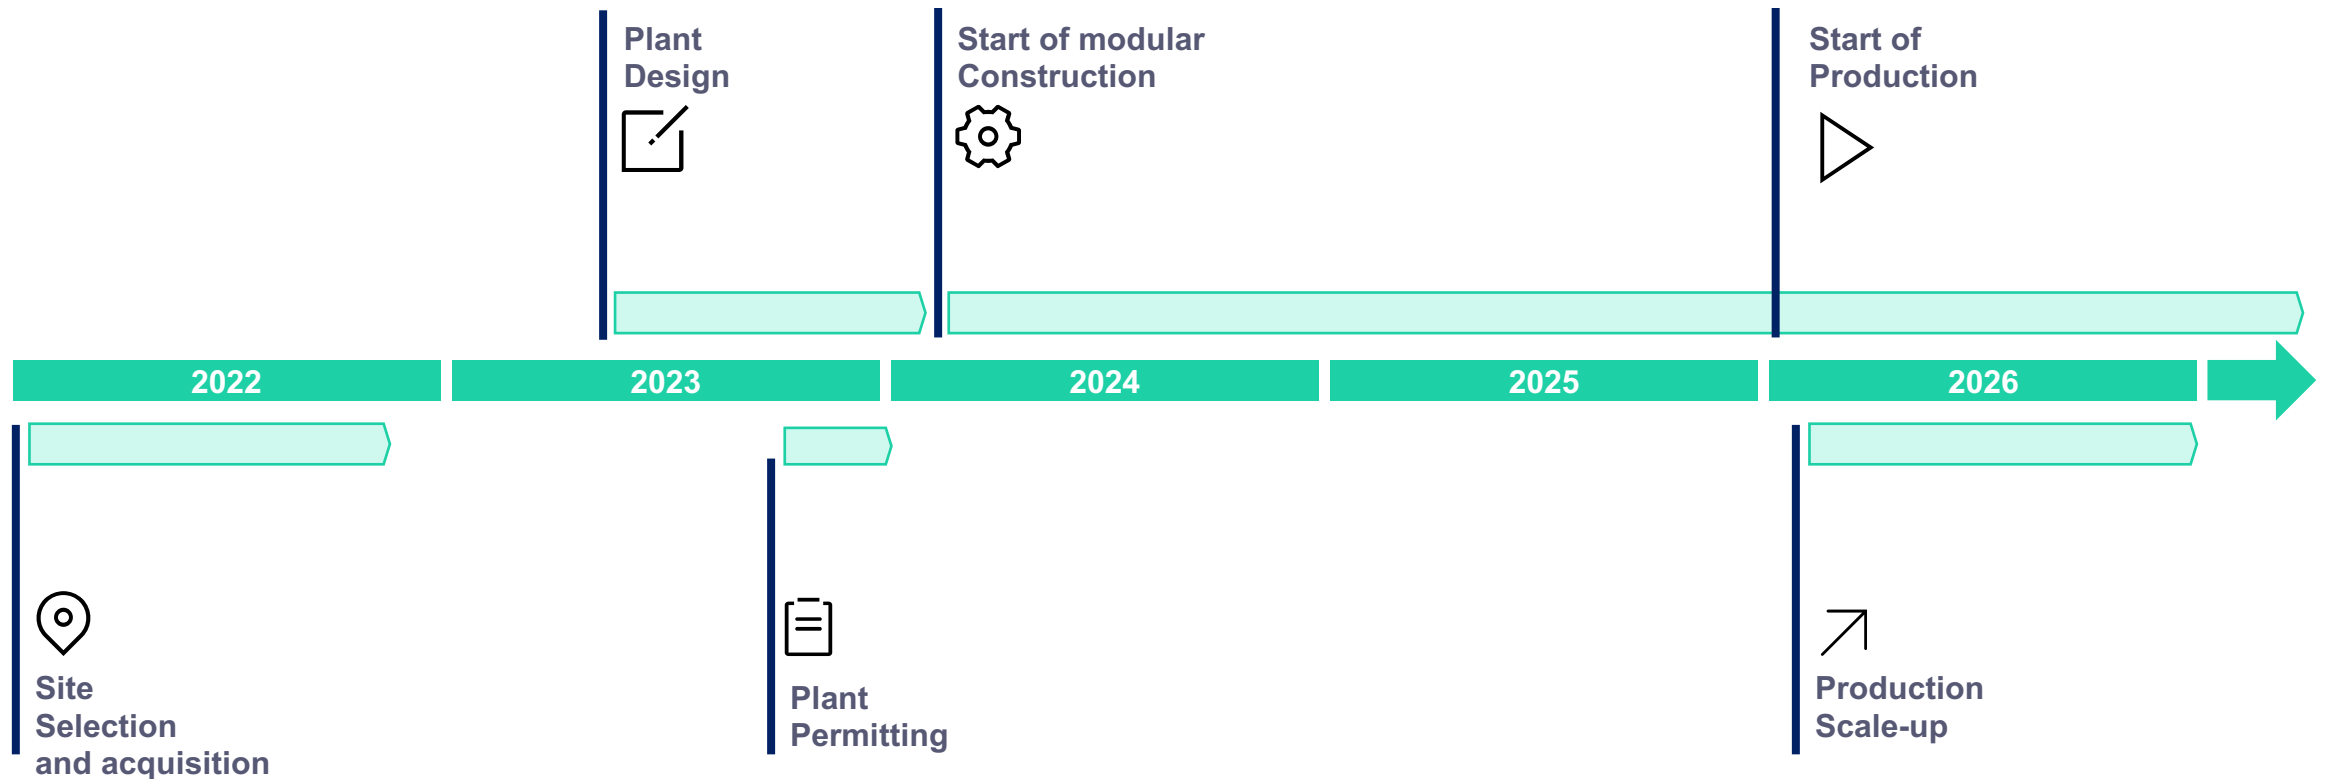 Plant
Design
Start of modular
Construction
Start of
Production
2022
2023
2024
2025
2026
Site
Selection
and acquisition
Plant
Permitting
Production
Scale-up